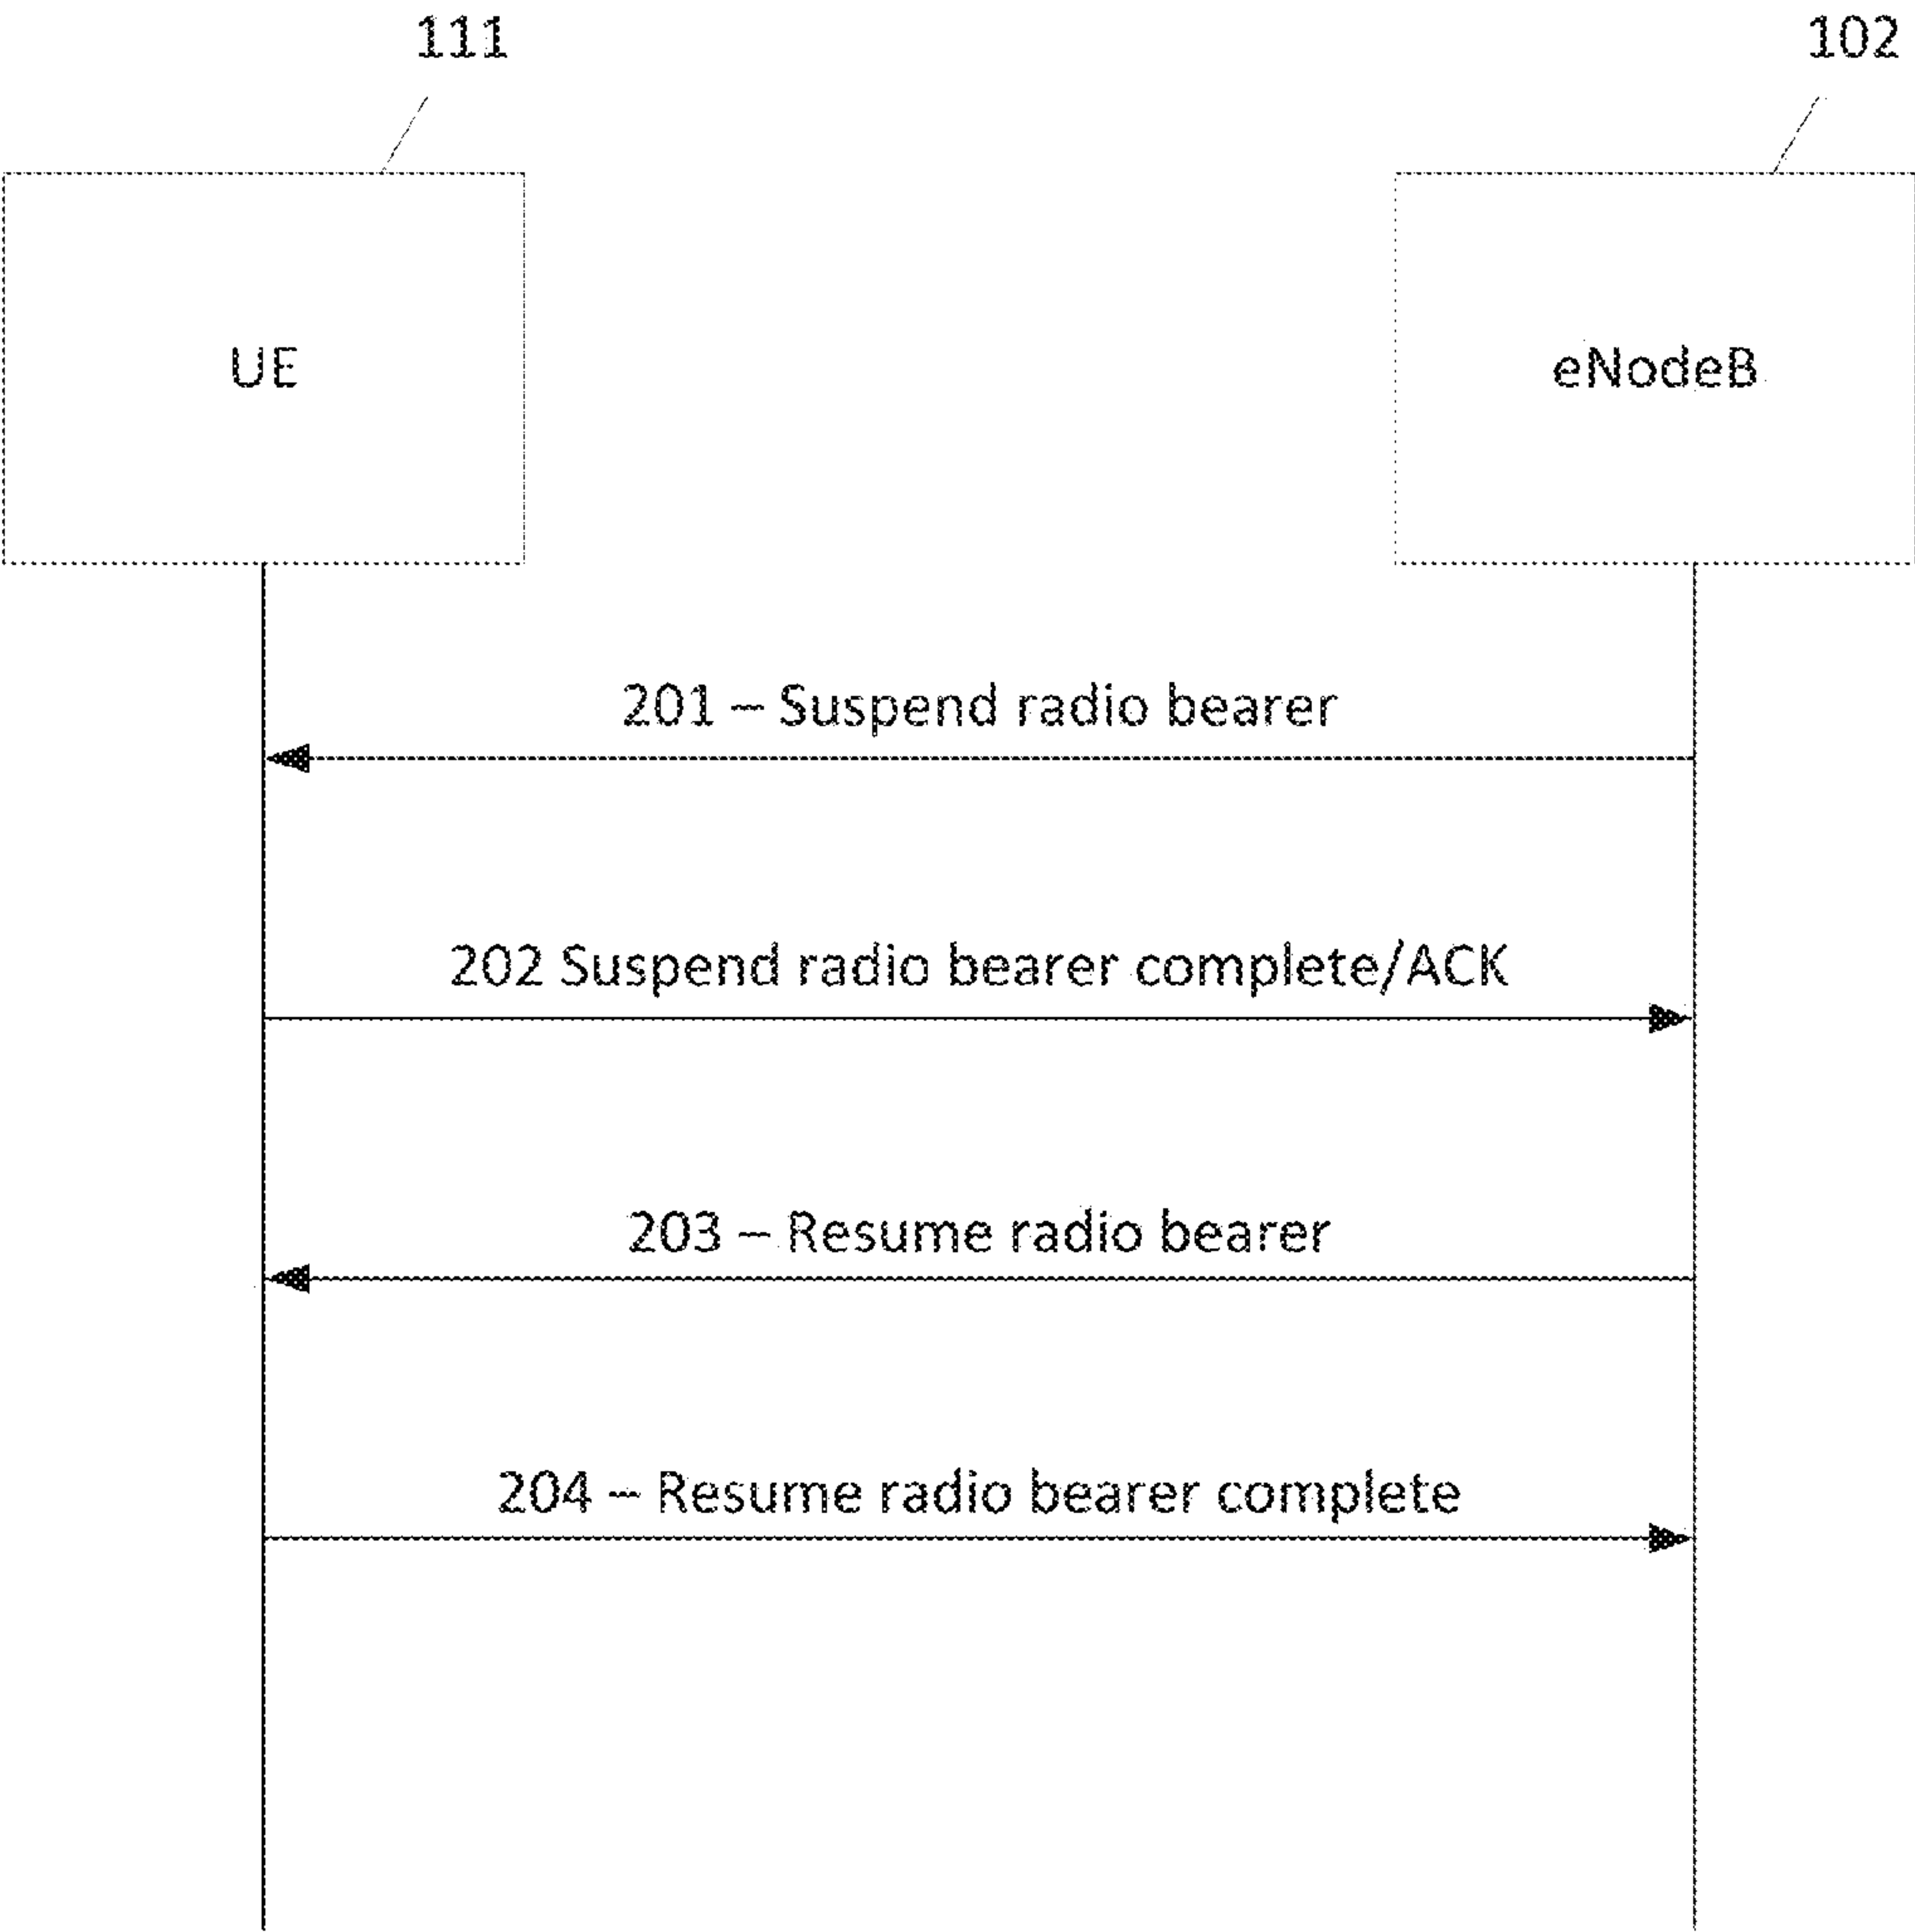 111
102
UE
eNodeB
201 – Suspend radio bearer
202 Suspend radio bearer complete/ACK
203 – Resume radio bearer
204 – Resume radio bearer complete